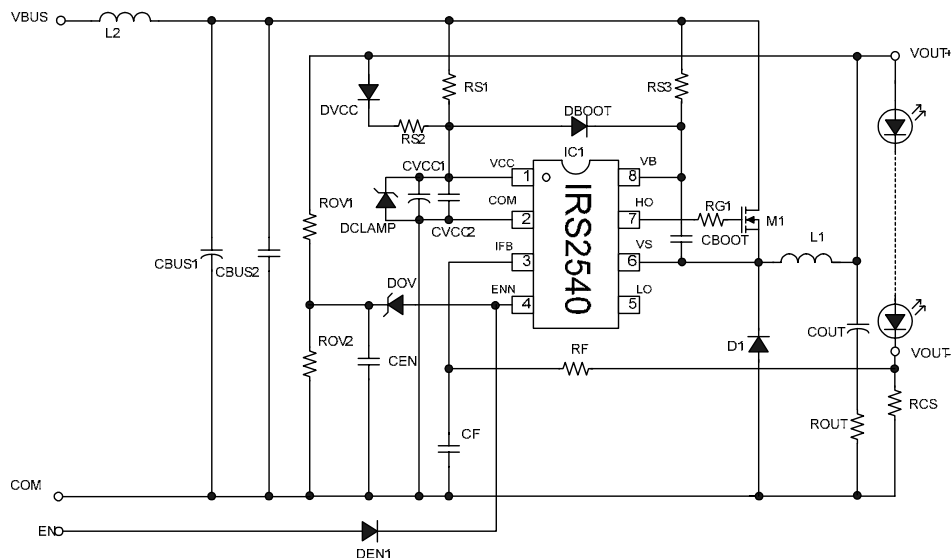 VBUS
L2
VOUT+
RS1
RS3
DVCC
DBOOT
RS2
IC1
CVCC1
VCC
VB
1
8
DCLAMP
COM
HO
RG1
M1
2
7
ROV1
CVCC2
IFB
VS
CBOOT
L1
3
6
CBUS1
CBUS2
ENN
LO
DOV
4
5
IRS2540
COUT
D1
VOUT-
ROV2
CEN
RF
RCS
CF
ROUT
COM
EN
DEN1